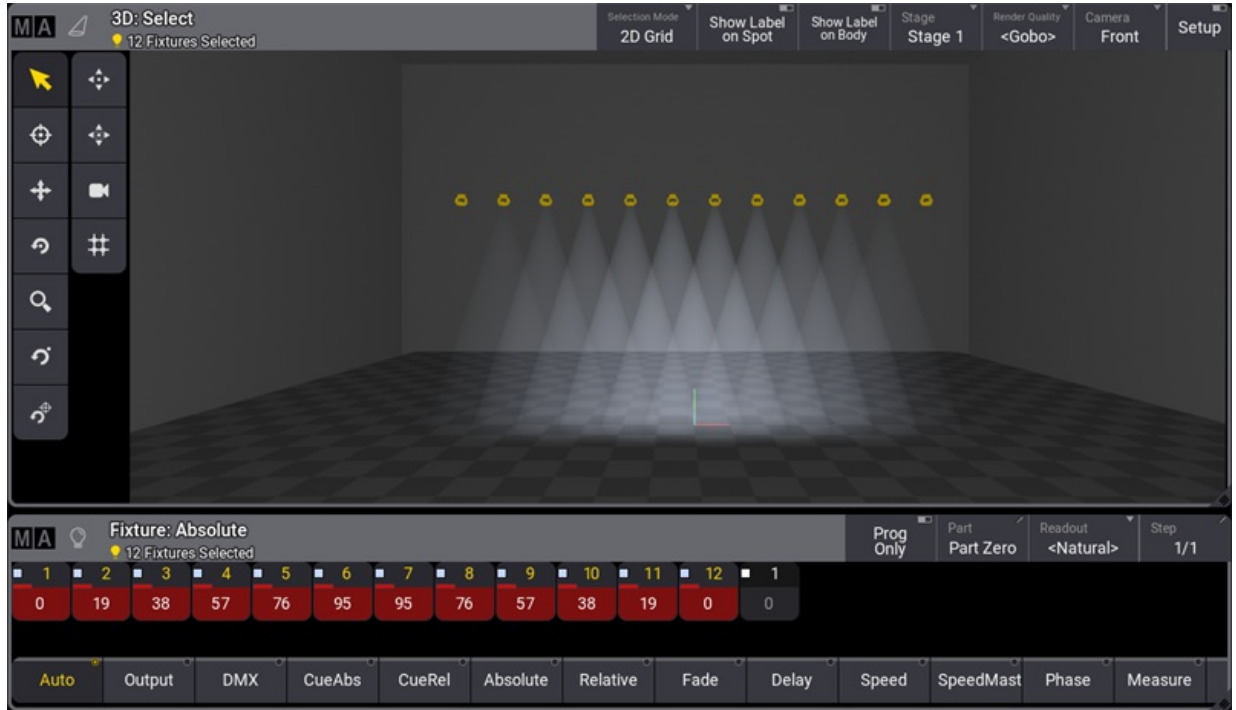 MA
3D: Select
12 Fixtures Selected
Selection Mode
2D Grid
Show Label
on Spot
Show Label
on Body
Stage
Stage 1
Render Quality
<Gobo>
Camera
Front
Setup
MA
Fixture: Absolute
12 Fixtures Selected
Prog
Only
Part
Part Zero
Readout
<Natural>
Step
1/1
1 2 3 4 5 6 7 8 9 10 11 12 1
0 19 38 57 76 95 95 76 57 38 19 0 0
Auto Output DMX CueAbs CueRel Absolute Relative Fade Delay Speed SpeedMast Phase Measure